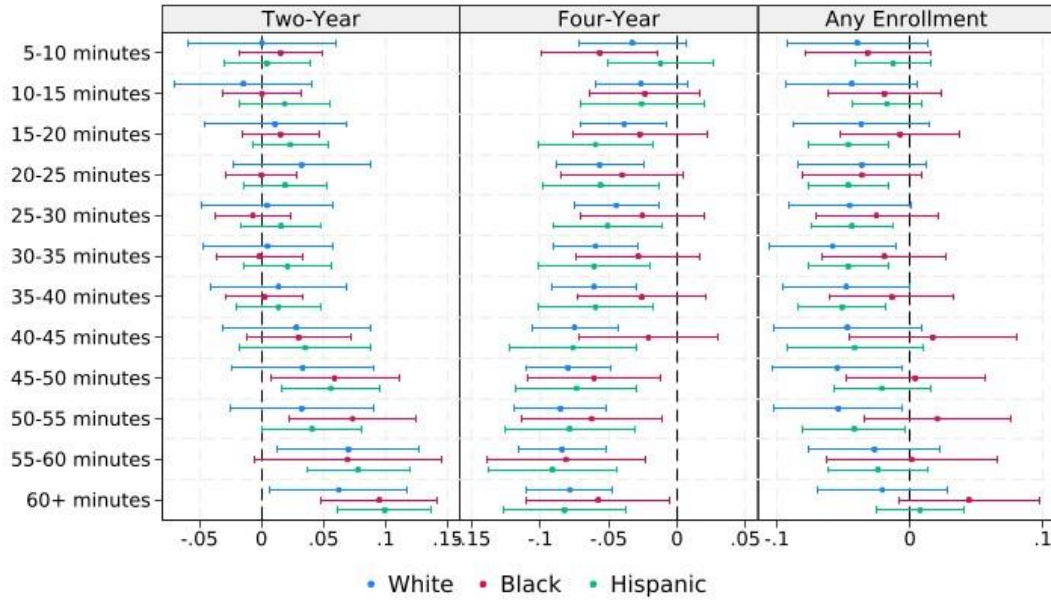 Two-Year Four-Year Any Enrollment
5-10 minutes
10-15 minutes
15-20 minutes
20-25 minutes
25-30 minutes
30-35 minutes
35-40 minutes
40-45 minutes
45-50 minutes
50-55 minutes
55-60 minutes
60+ minutes
-.05 0 .05 .1 .15 -.15 -.1 -.05 0 .05 -.1 0 .1
White Black Hispanic